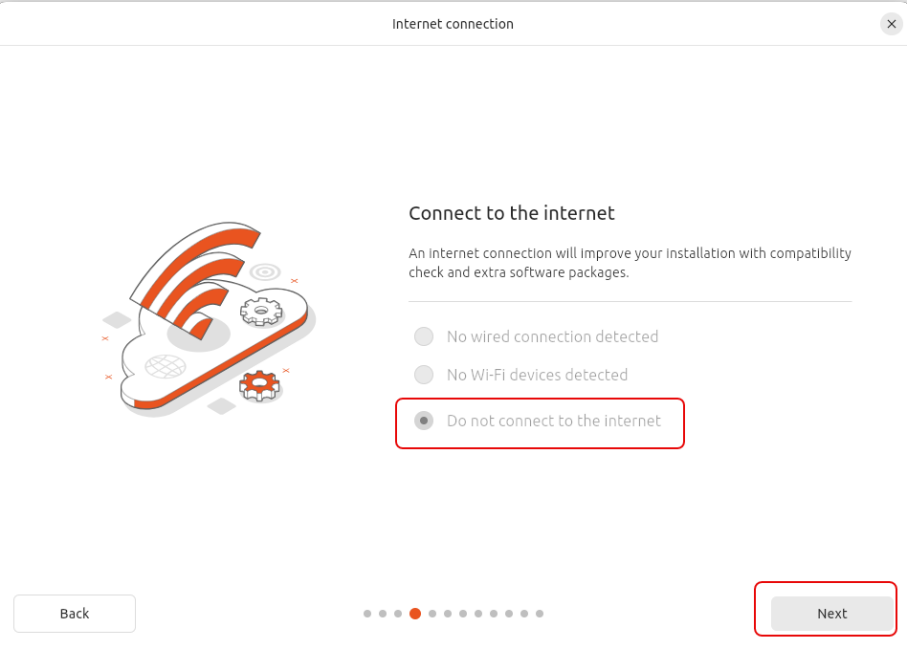 Internet connection
Connect to the internet
An internet connection will improve your installation with compatibility
check and extra software packages.
No wired connection detected
No Wi-Fi devices detected
Do not connect to the internet
Back
Next